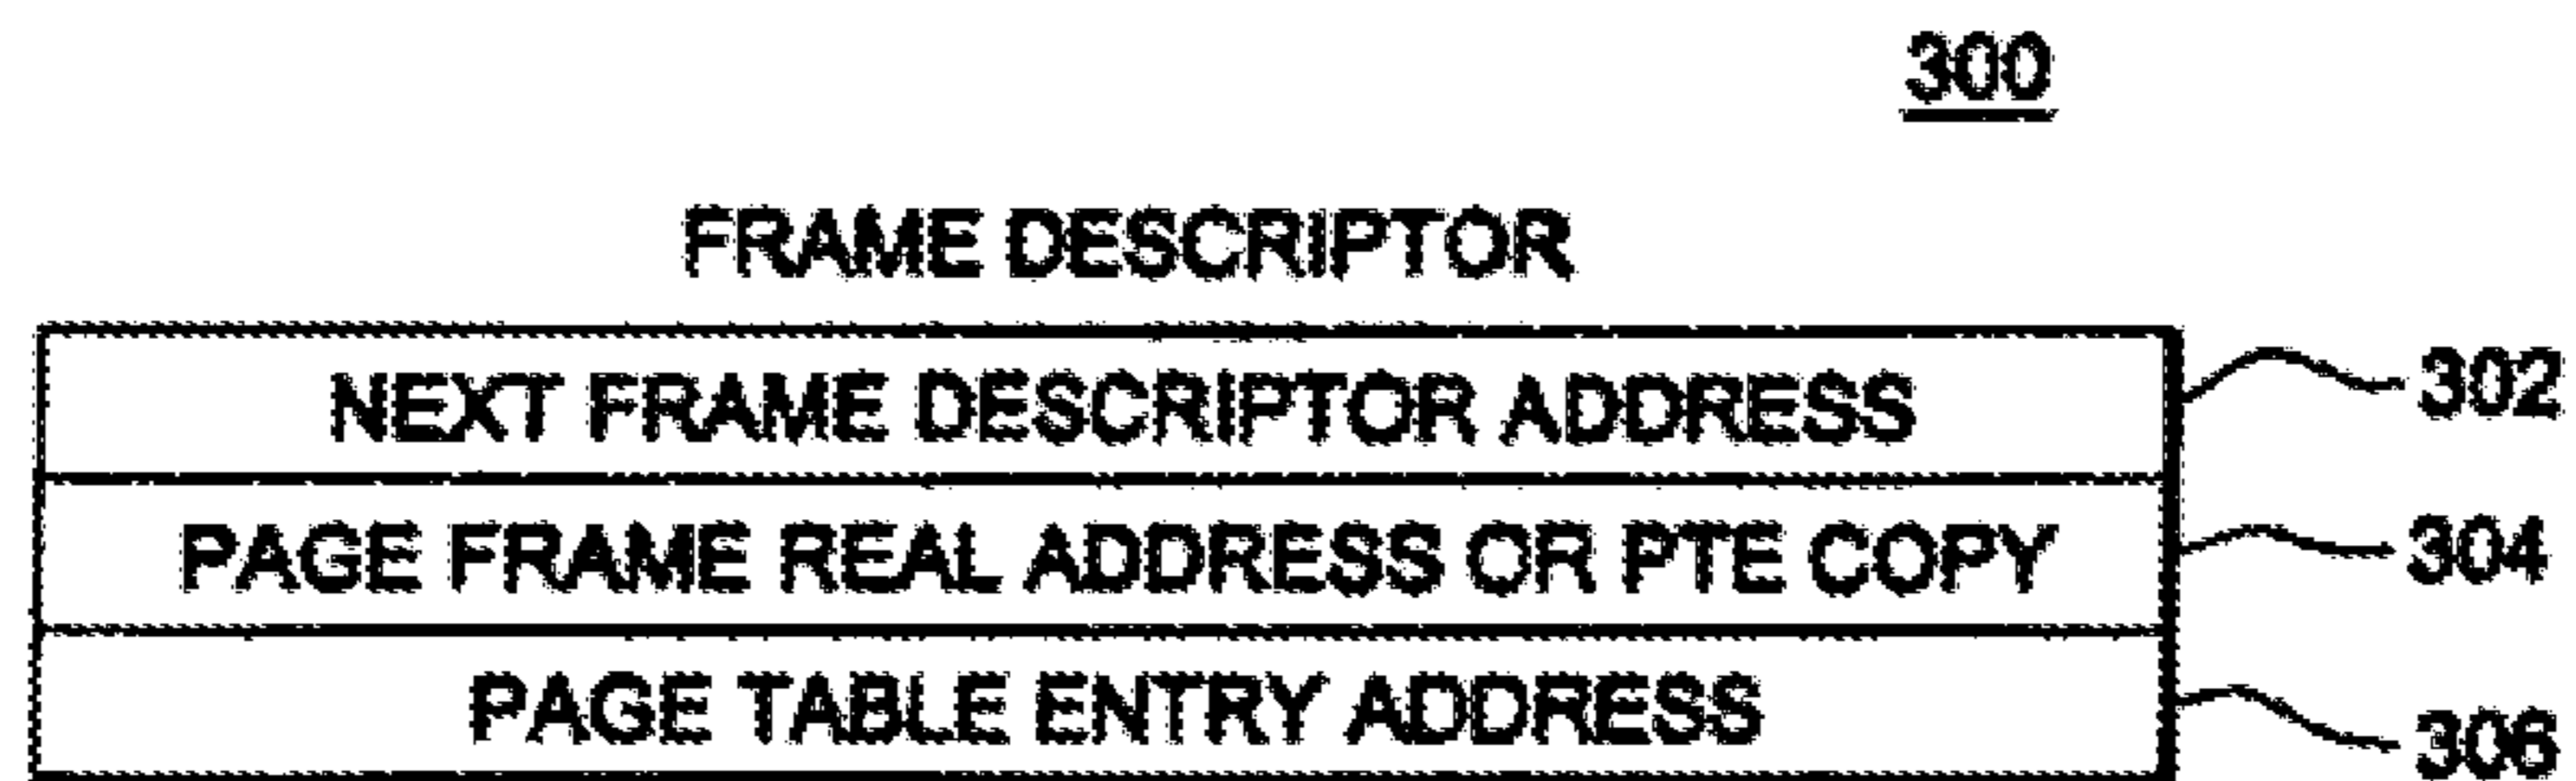 300
FRAME DESCRIPTOR
NEXT FRAME DESCRIPTOR ADDRESS 302
PAGE FRAME REAL ADDRESS OR PTE COPY 304
PAGE TABLE ENTRY ADDRESS 306